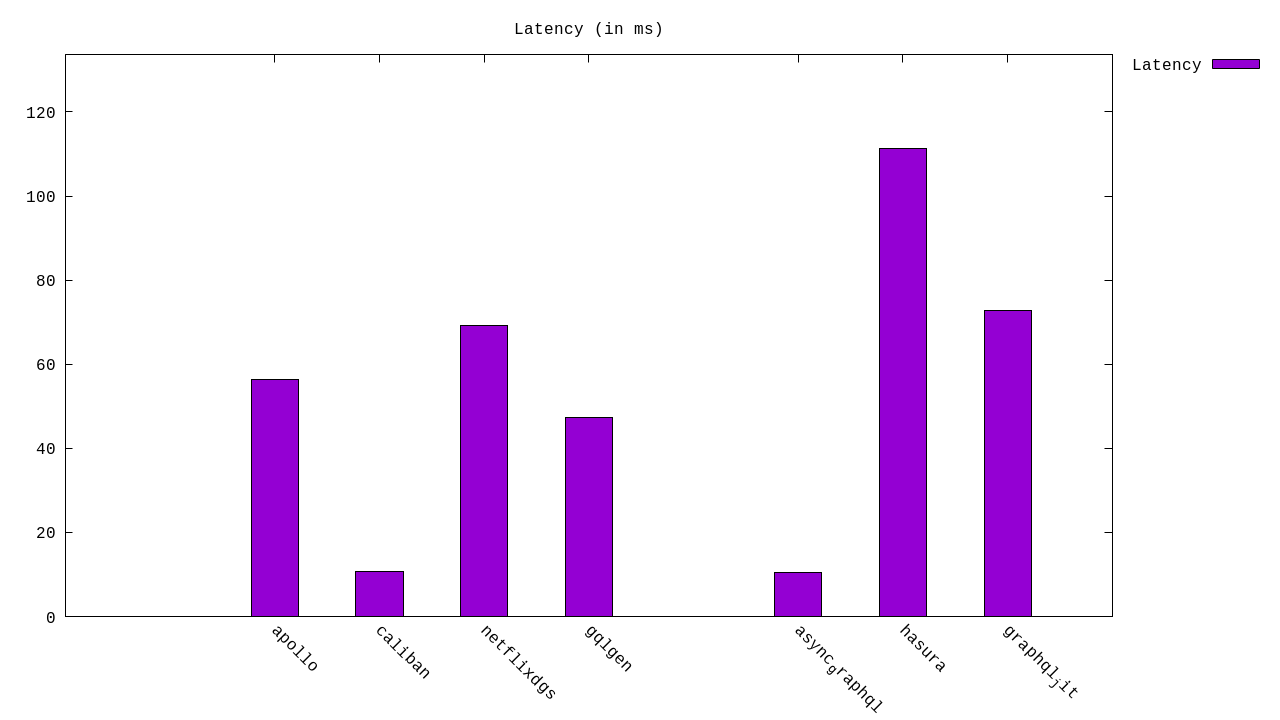 Latency (in ms)
Latency
120
100
80
60
40
20
0
apollo
caliban
netflixdgs
gqlgen
async_graphql
hasura
graphql_jit